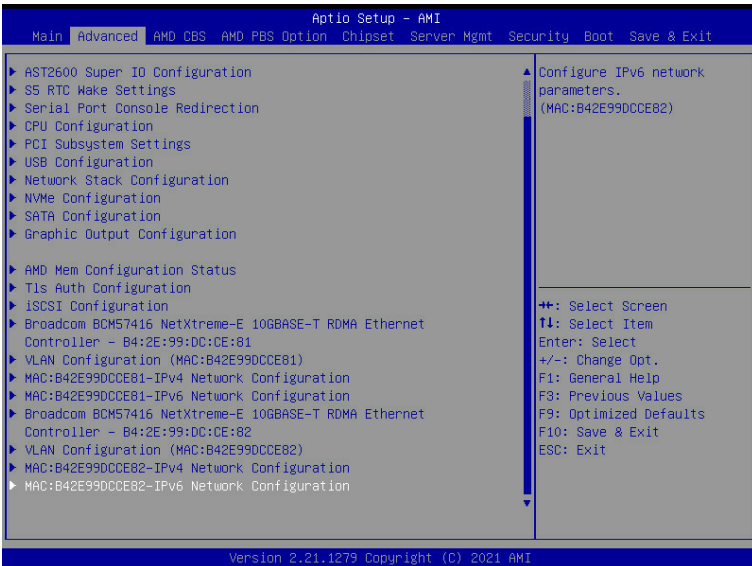 Aptio Setup – AMI
Main Advanced AMD CBS AMD PBS Option Chipset Server Mgmt Security Boot Save & Exit
AST2600 Super IO Configuration
S5 RTC Wake Settings
Serial Port Console Redirection
CPU Configuration
PCI Subsystem Settings
USB Configuration
Network Stack Configuration
NVMe Configuration
SATA Configuration
Graphic Output Configuration
AMD Mem Configuration Status
Tls Auth Configuration
iSCSI Configuration
Broadcom BCM57416 NetXtreme-E 10GBASE-T RDMA Ethernet
Controller – B4:2E:99:DC:CE:81
VLAN Configuration (MAC:B42E99DCCE81)
MAC:B42E99DCCE81-IPv4 Network Configuration
MAC:B42E99DCCE81-IPv6 Network Configuration
Broadcom BCM57416 NetXtreme-E 10GBASE-T RDMA Ethernet
Controller – B4:2E:99:DC:CE:82
VLAN Configuration (MAC:B42E99DCCE82)
MAC:B42E99DCCE82-IPv4 Network Configuration
MAC:B42E99DCCE82-IPv6 Network Configuration
Configure IPv6 network
parameters.
(MAC:B42E99DCCE82)
→←: Select Screen
↑↓: Select Item
Enter: Select
+/-: Change Opt.
F1: General Help
F3: Previous Values
F9: Optimized Defaults
F10: Save & Exit
ESC: Exit
Version 2.21.1279 Copyright (C) 2021 AMI